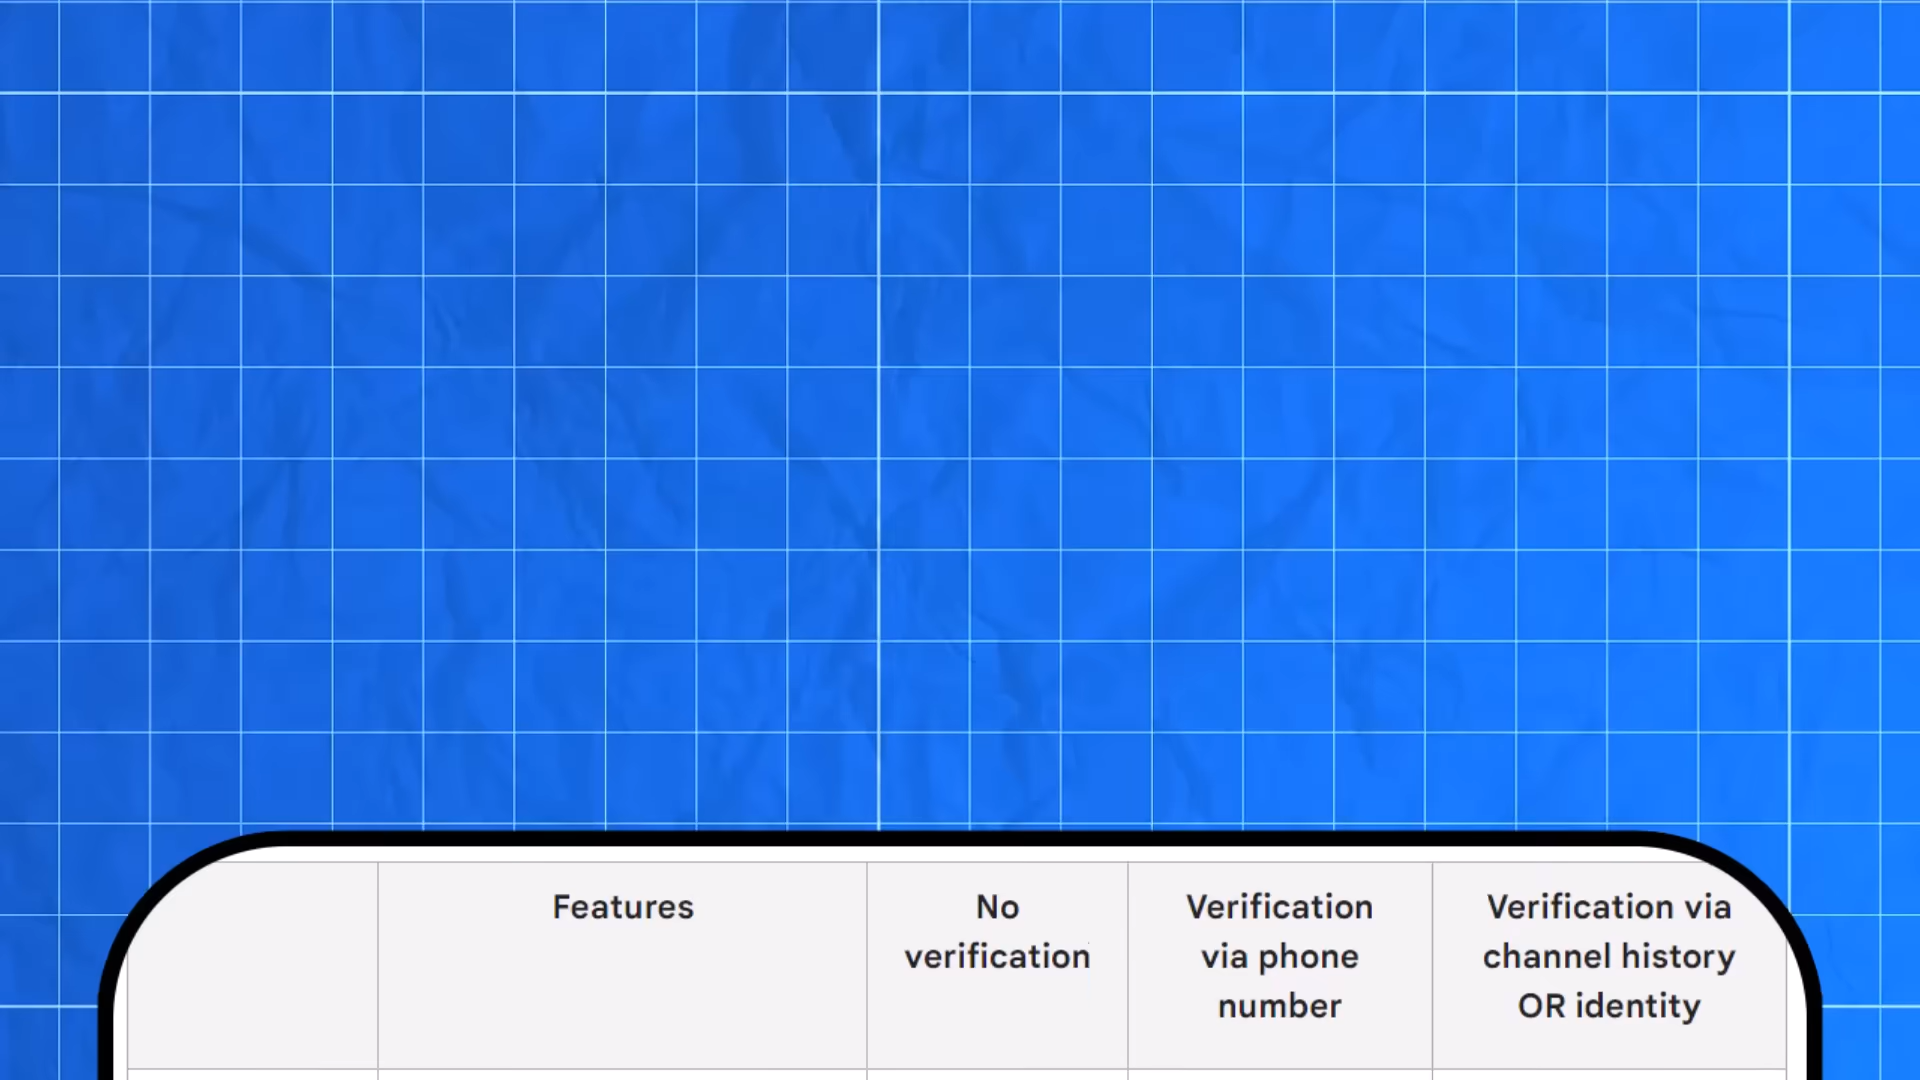 Features
No
verification
Verification
via phone
number
Verification via
channel history
OR identity